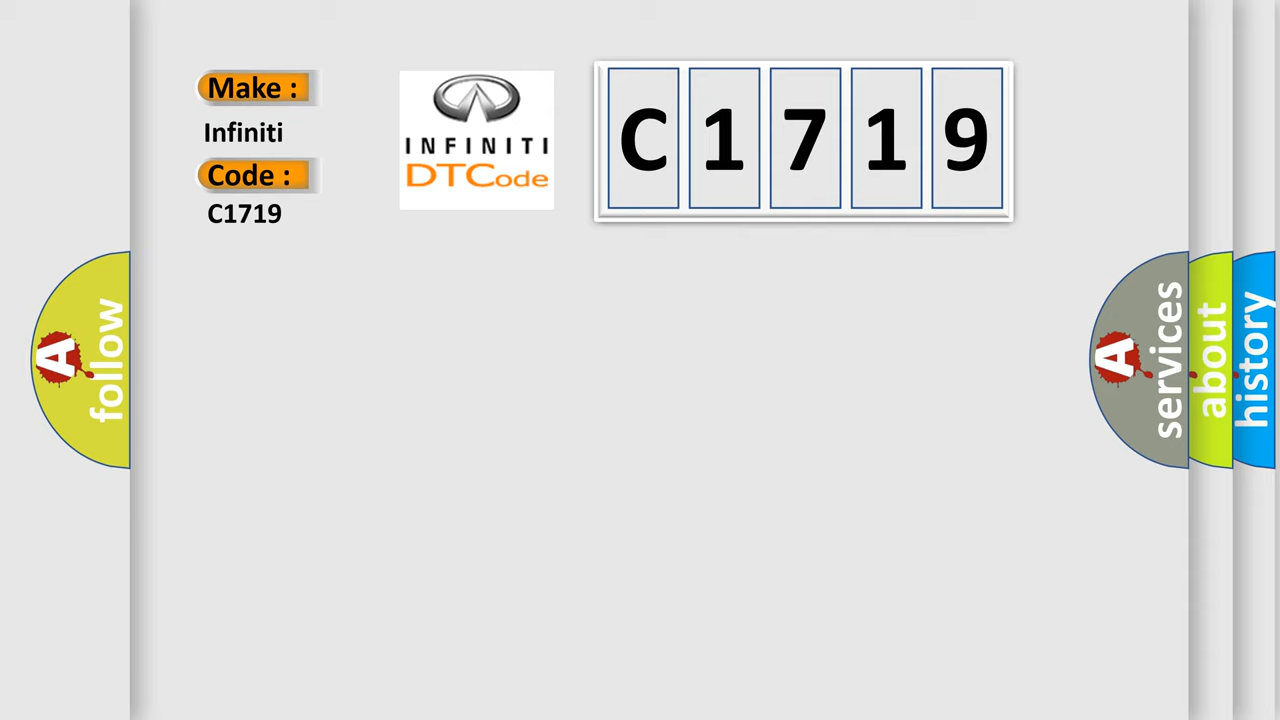 Make :
Infiniti
Code :
C1719
INFINITI
DTCode
C 1 7 1 9
A follow
A services
about
history